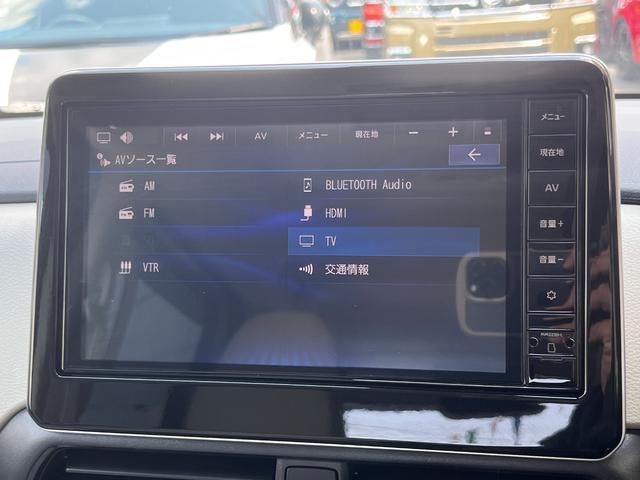 AV メニュー 現在地 − +
AVソース一覧
AM
BLUETOOTH Audio
FM
HDMI
TV
VTR
交通情報
メニュー
現在地
AV
音量+
音量−